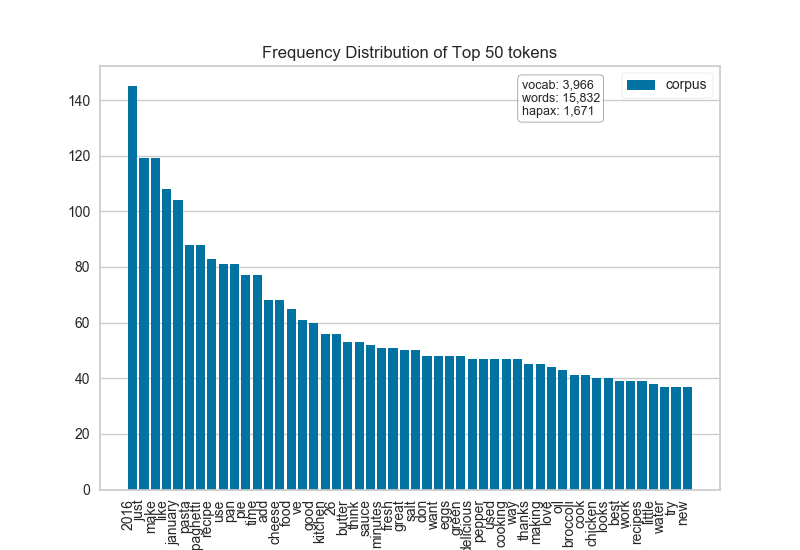 Frequency Distribution of Top 50 tokens
vocab: 3,966
words: 15,832
hapax: 1,671
corpus
140
120
100
80
60
40
20
0
2016
just
make
like
january
pasta
paghetti
recipe
use
pan
pie
time
add
cheese
food
ve
good
kitchen
26
butter
think
sauce
minutes
fresh
great
salt
don
want
eggs
green
delicious
pepper
used
cooking
way
thanks
making
love
oil
broccoli
cook
chicken
looks
best
work
recipes
little
water
try
new